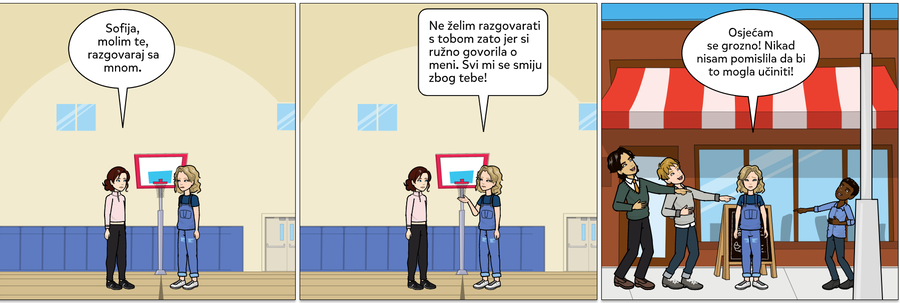 Sofija,
molim te,
razgovaraj sa
mnom.
Ne želim razgovarati
s tobom zato jer si
ružno govorila o
meni. Svi mi se smiju
zbog tebe!
Osjećam
se grozno! Nikad
nisam pomislila da bi
to mogla učiniti!